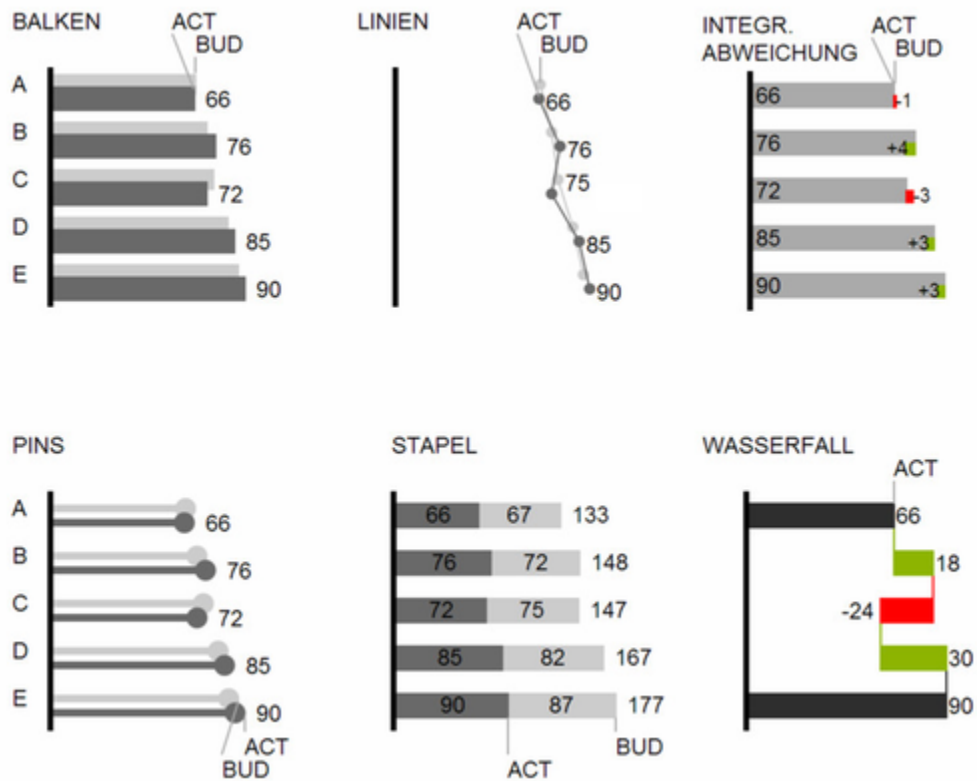 BALKEN
ACT
BUD
A
66
B
76
C
72
D
85
E
90
LINIEN
ACT
BUD
66
76
75
85
90
INTEGR.
ABWEICHUNG
ACT
BUD
66
-1
76
+4
72
-3
85
+3
90
+3
PINS
A
66
B
76
C
72
D
85
E
90
ACT
BUD
STAPEL
66 67 133
76 72 148
72 75 147
85 82 167
90 87 177
BUD
ACT
WASSERFALL
ACT
66
18
-24
30
90